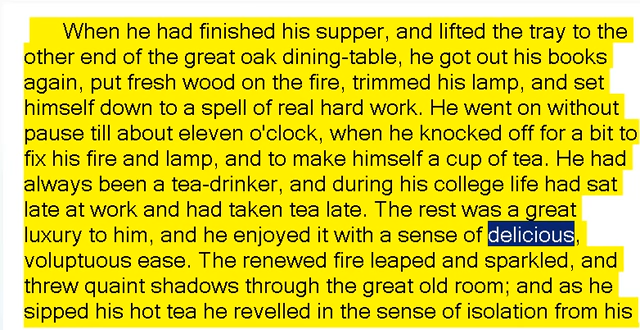 When he had finished his supper, and lifted the tray to the
other end of the great oak dining-table, he got out his books
again, put fresh wood on the fire, trimmed his lamp, and set
himself down to a spell of real hard work. He went on without
pause till about eleven o'clock, when he knocked off for a bit to
fix his fire and lamp, and to make himself a cup of tea. He had
always been a tea-drinker, and during his college life had sat
late at work and had taken tea late. The rest was a great
luxury to him, and he enjoyed it with a sense of delicious,
voluptuous ease. The renewed fire leaped and sparkled, and
threw quaint shadows through the great old room; and as he
sipped his hot tea he revelled in the sense of isolation from his